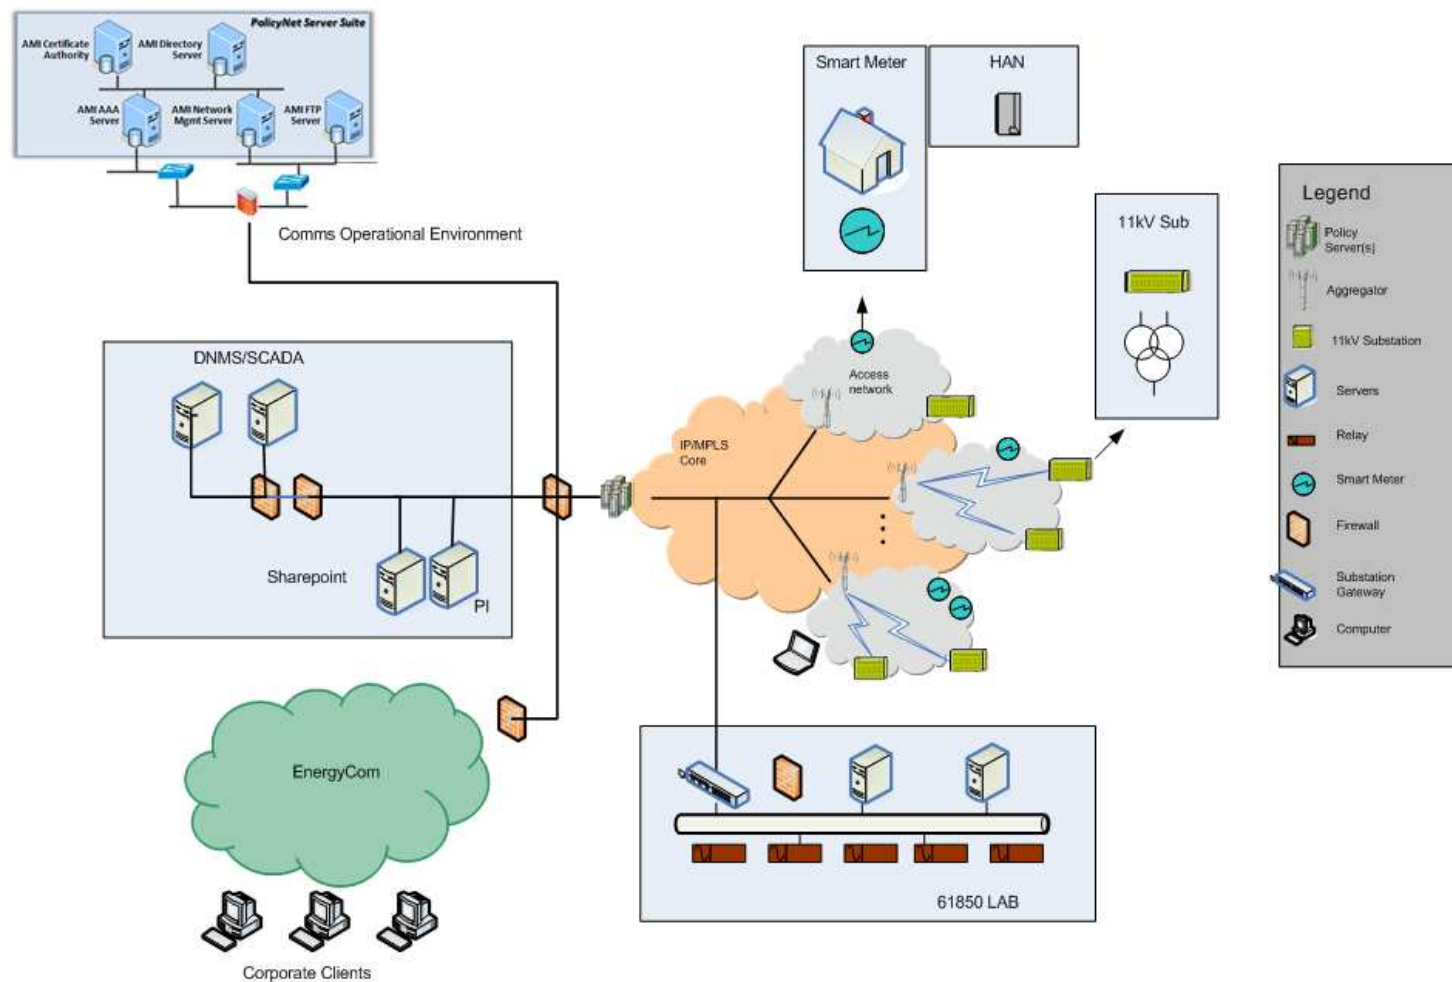 PolicyNet Server Suite
AMI Certificate
Authority
AMI Directory
Server
AMI AAA
Server
AMI Network
Mgmt Server
AMI FTP
Server
Comms Operational Environment
Smart Meter
HAN
11kV Sub
Legend
Policy
Server(s)
Aggregator
11kV Substation
Servers
Relay
Smart Meter
Firewall
Substation
Gateway
Computer
DNMS/SCADA
Sharepoint
PI
Access
network
IP/MPLS
Core
EnergyCom
Corporate Clients
61850 LAB